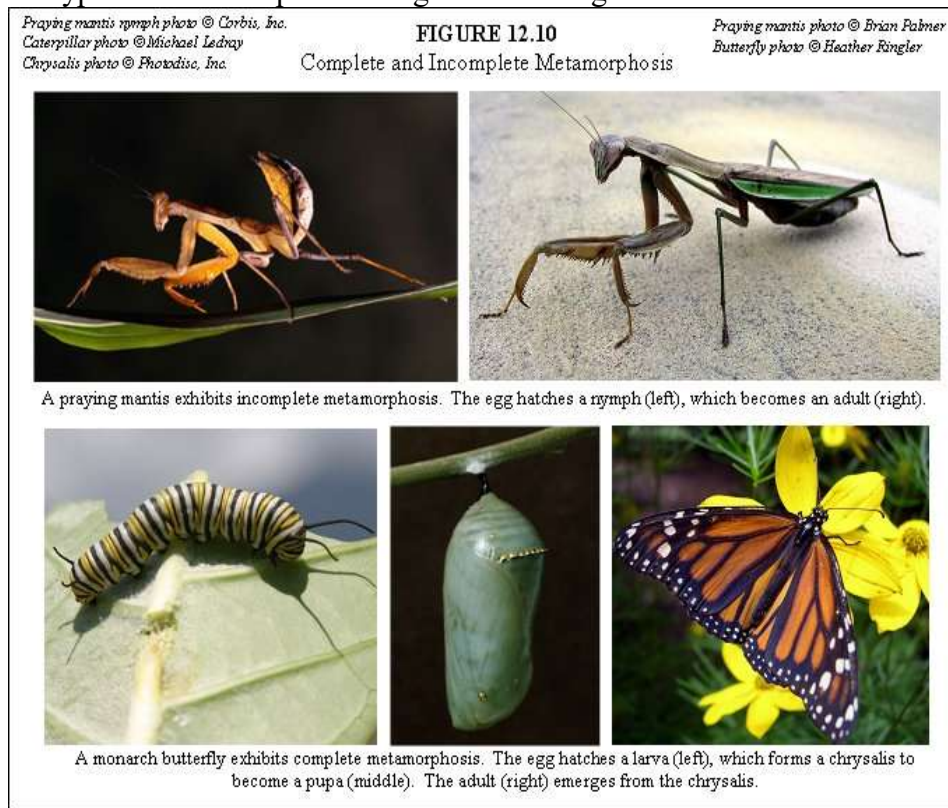 Praying mantis nymph photo © Corbis, Inc.
Caterpillar photo © Michael Ledray
Chrysalis photo © Photodisc, Inc.
FIGURE 12.10
Complete and Incomplete Metamorphosis
Praying mantis photo © Brian Palmer
Butterfly photo © Heather Ringler
A praying mantis exhibits incomplete metamorphosis. The egg hatches a nymph (left), which becomes an adult (right).
A monarch butterfly exhibits complete metamorphosis. The egg hatches a larva (left), which forms a chrysalis to
become a pupa (middle). The adult (right) emerges from the chrysalis.